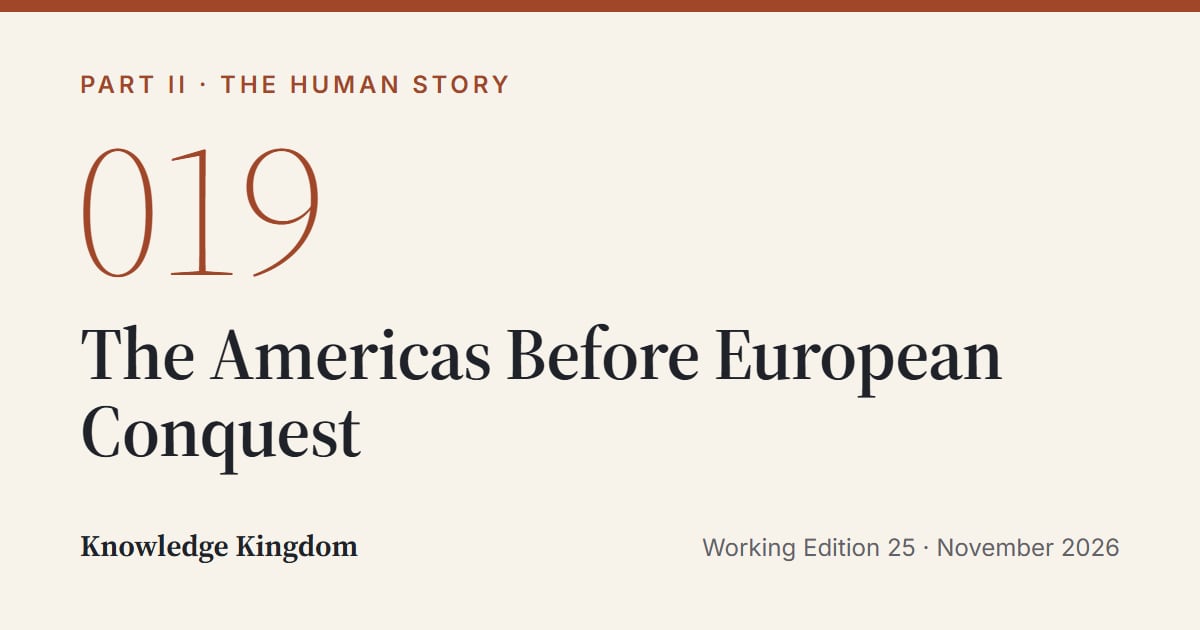 PART II · THE HUMAN STORY
019
The Americas Before European
Conquest
Knowledge Kingdom
Working Edition 25 · November 2026